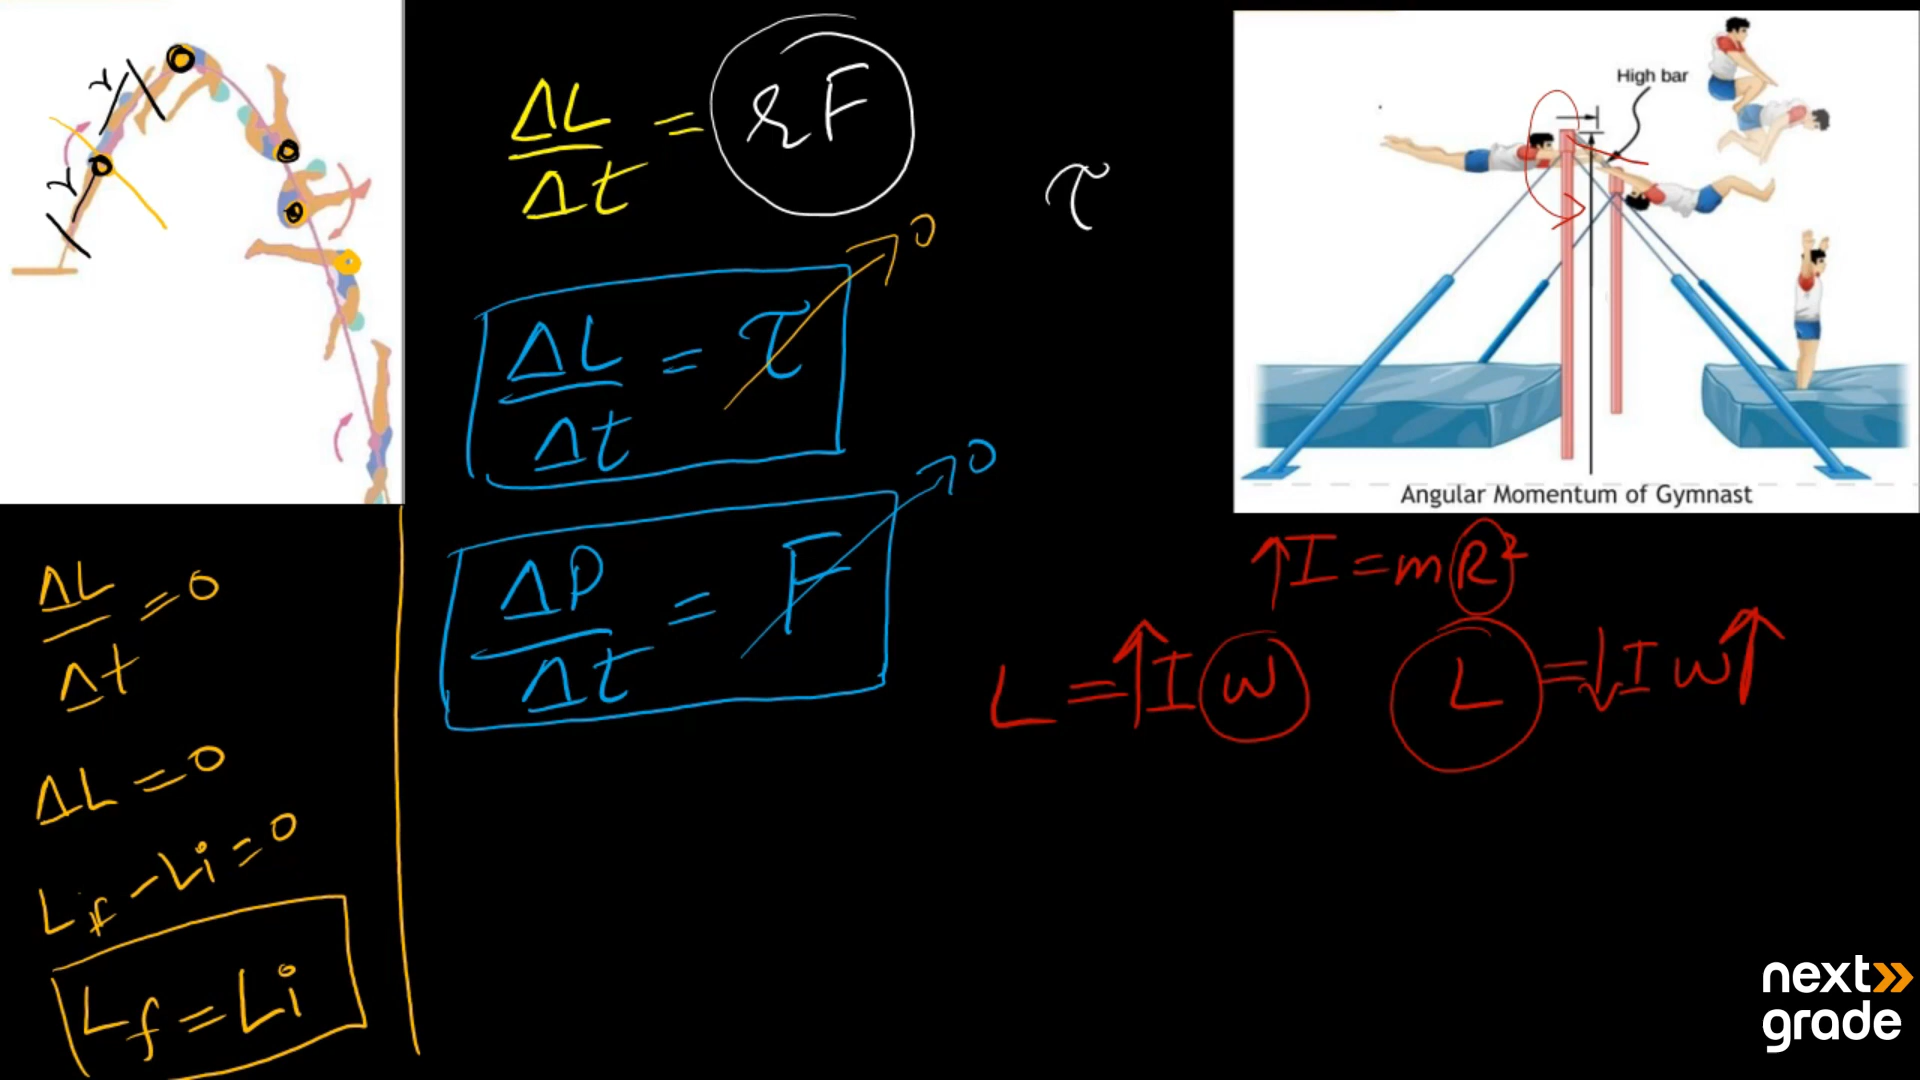 r
r
ΔL/Δt = rF
τ
ΔL/Δt = τ → 0
ΔP/Δt = F → 0
High bar
Angular Momentum of Gymnast
ΔL/Δt = 0
ΔL = 0
Lf - Li = 0
Lf = Li
↑I = mR²
L = ↑I W
L = ↓I W↑
next
grade